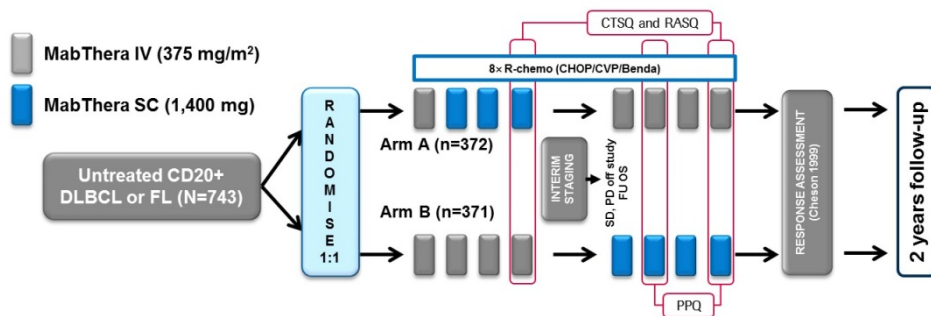 CTSQ and RASQ
MabThera IV (375 mg/m²)
MabThera SC (1,400 mg)
8× R-chemo (CHOP/CVP/Benda)
Untreated CD20+
DLBCL or FL (N=743)
RANDOMISE
1:1
Arm A (n=372)
Arm B (n=371)
INTERIM
STAGING
SD, PD off study
FU OS
RESPONSE ASSESSMENT
(Cheson 1999)
2 years follow-up
PPQ